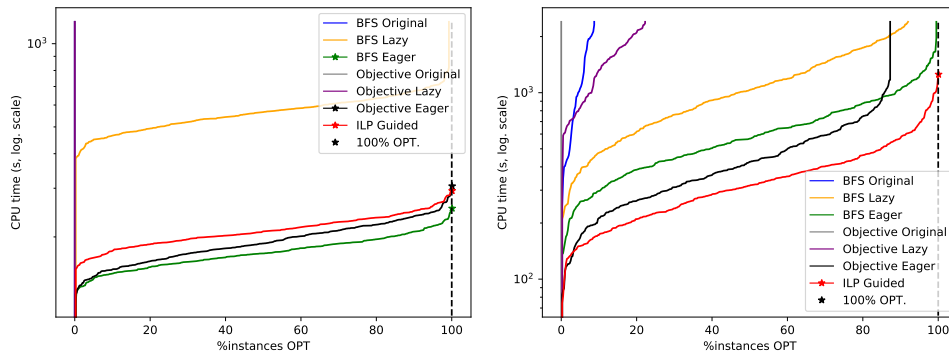 BFS Original
BFS Lazy
BFS Eager
Objective Original
Objective Lazy
Objective Eager
ILP Guided
100% OPT.
10³
CPU time (s, log. scale)
0 20 40 60 80 100
%instances OPT
10³
10²
CPU time (s, log. scale)
BFS Original
BFS Lazy
BFS Eager
Objective Original
Objective Lazy
Objective Eager
ILP Guided
100% OPT.
0 20 40 60 80 100
%instances OPT